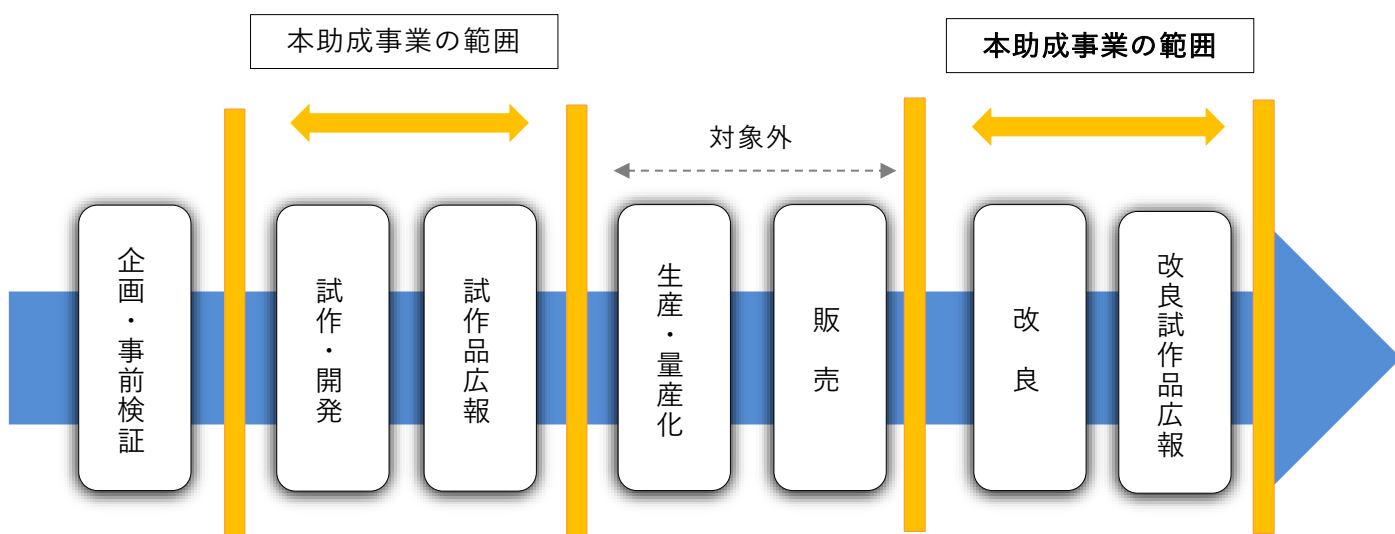 本助成事業の範囲
本助成事業の範囲
対象外
企画・事前検証
試作・開発
試作品広報
生産・量産化
販売
改良
改良試作品広報